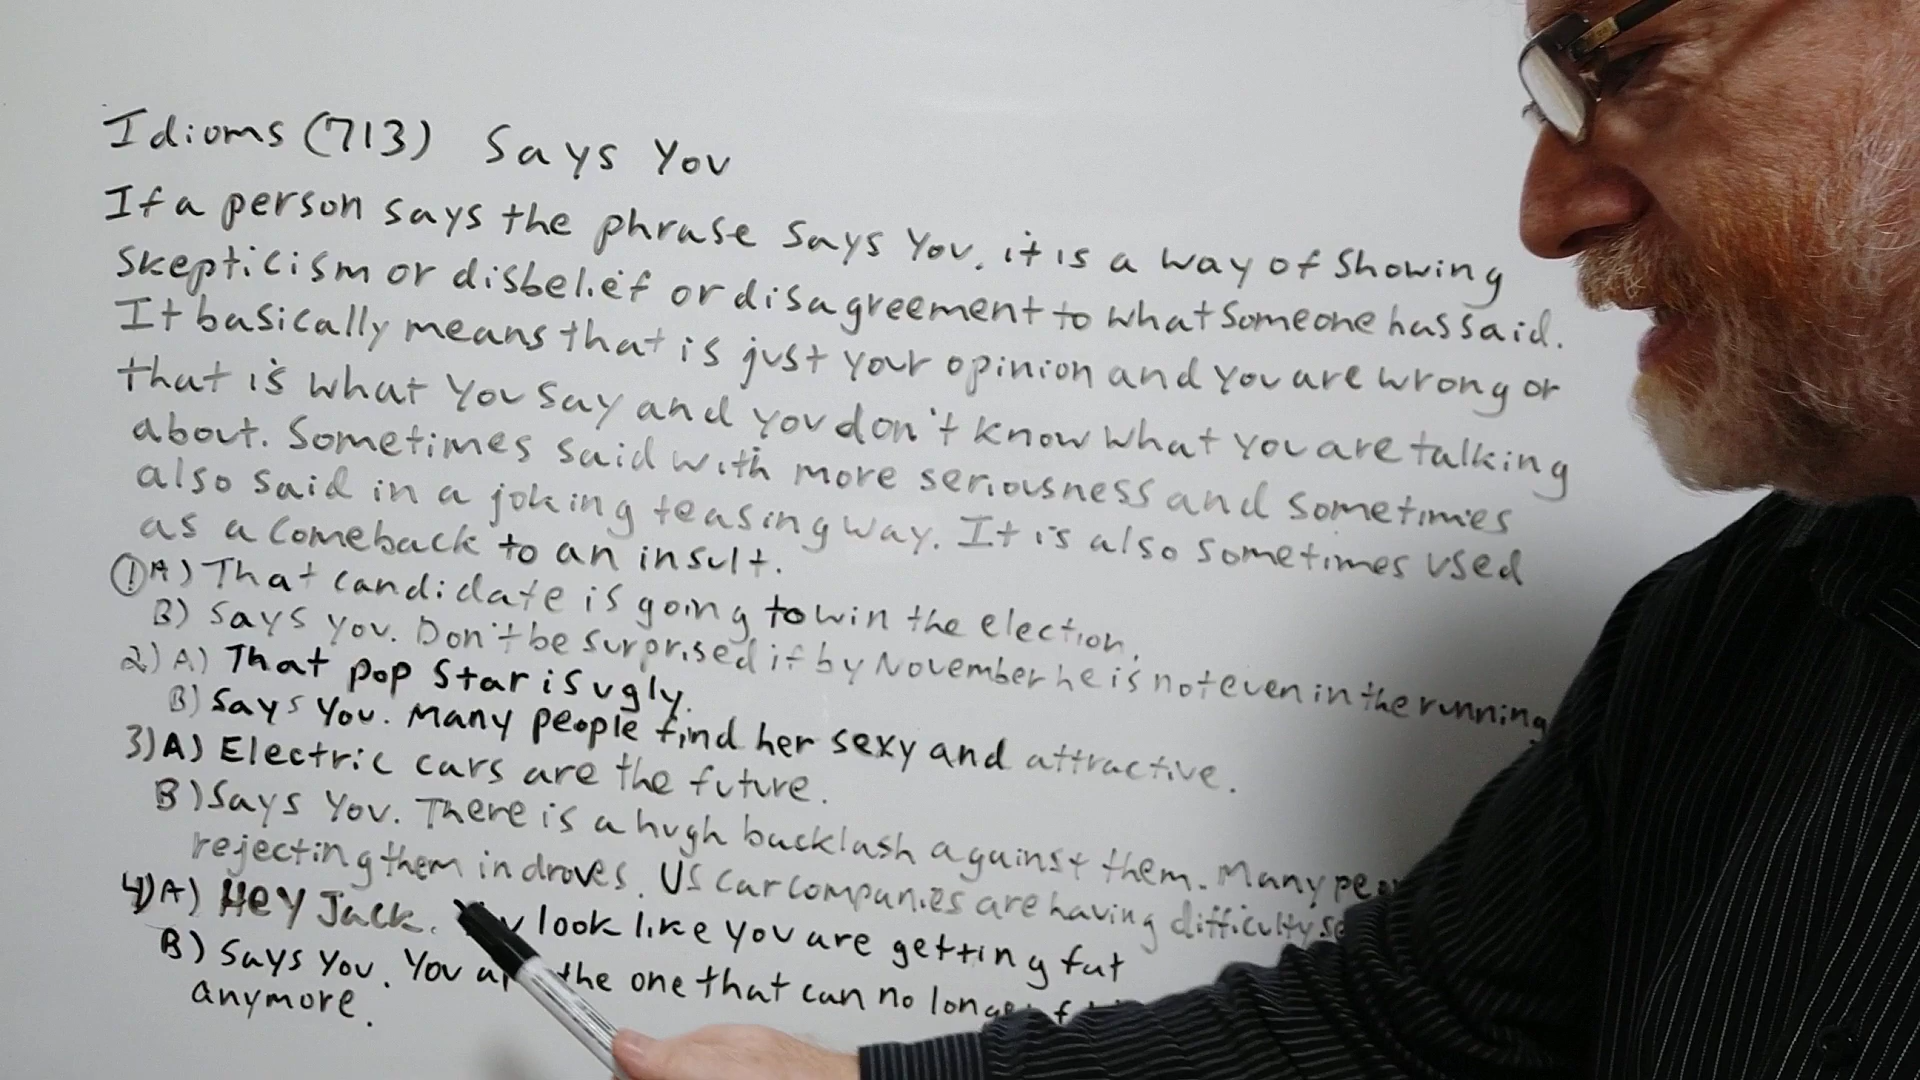 Idioms (713) Says You
If a person says the phrase says you, it is a way of showing
skepticism or disbelief or disagreement to what someone has said.
It basically means that is just your opinion and you are wrong or
that is what you say and you don't know what you are talking
about. Sometimes said with more seriousness and sometimes
also said in a joking teasing way. It is also sometimes used
as a comeback to an insult.
① A) That candidate is going to win the election.
B) Says you. Don't be surprised if by November he is not even in the running
2) A) That pop star is ugly.
B) Says you. Many people find her sexy and attractive.
3) A) Electric cars are the future.
B) Says you. There is a hugh backlash against them. Many
rejecting them in droves. US car companies are having difficulty
4) A) Hey Jack. look like you are getting fat
B) Says you. You the one that can no longer
anymore.